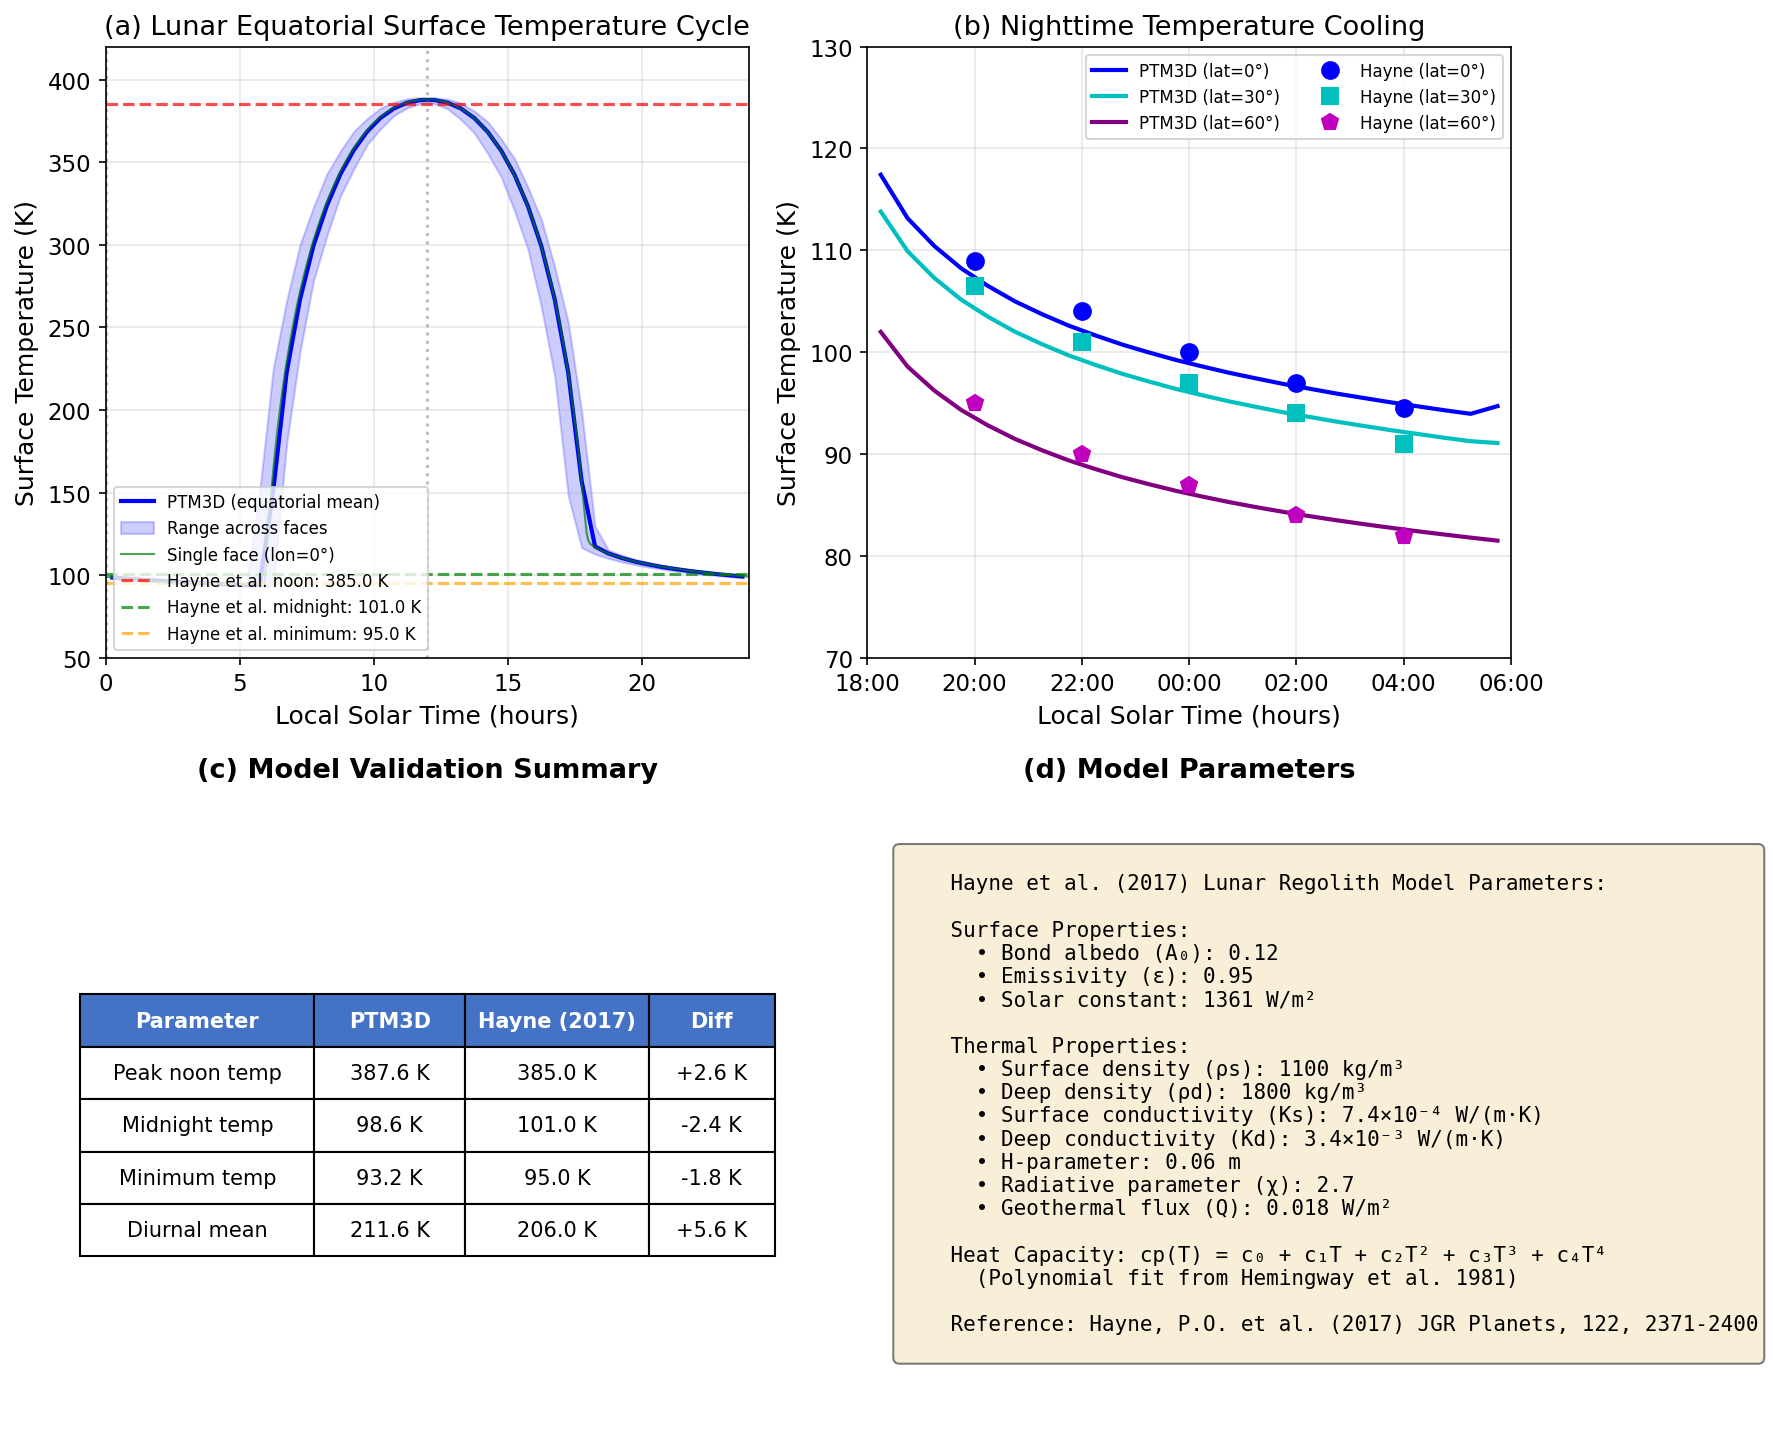 (a) Lunar Equatorial Surface Temperature Cycle
Surface Temperature (K)
400
350
300
250
200
150
100
50
PTM3D (equatorial mean)
Range across faces
Single face (lon=0°)
Hayne et al. noon: 385.0 K
Hayne et al. midnight: 101.0 K
Hayne et al. minimum: 95.0 K
0 5 10 15 20
Local Solar Time (hours)
(b) Nighttime Temperature Cooling
Surface Temperature (K)
130
120
110
100
90
80
70
PTM3D (lat=0°)
PTM3D (lat=30°)
PTM3D (lat=60°)
Hayne (lat=0°)
Hayne (lat=30°)
Hayne (lat=60°)
18:00 20:00 22:00 00:00 02:00 04:00 06:00
Local Solar Time (hours)
(c) Model Validation Summary
Parameter PTM3D Hayne (2017) Diff
Peak noon temp 387.6 K 385.0 K +2.6 K
Midnight temp 98.6 K 101.0 K -2.4 K
Minimum temp 93.2 K 95.0 K -1.8 K
Diurnal mean 211.6 K 206.0 K +5.6 K
(d) Model Parameters
Hayne et al. (2017) Lunar Regolith Model Parameters:
Surface Properties:
• Bond albedo (A₀): 0.12
• Emissivity (ε): 0.95
• Solar constant: 1361 W/m²
Thermal Properties:
• Surface density (ρs): 1100 kg/m³
• Deep density (ρd): 1800 kg/m³
• Surface conductivity (Ks): 7.4×10⁻⁴ W/(m·K)
• Deep conductivity (Kd): 3.4×10⁻³ W/(m·K)
• H-parameter: 0.06 m
• Radiative parameter (χ): 2.7
• Geothermal flux (Q): 0.018 W/m²
Heat Capacity: cp(T) = c₀ + c₁T + c₂T² + c₃T³ + c₄T⁴
(Polynomial fit from Hemingway et al. 1981)
Reference: Hayne, P.O. et al. (2017) JGR Planets, 122, 2371-2400